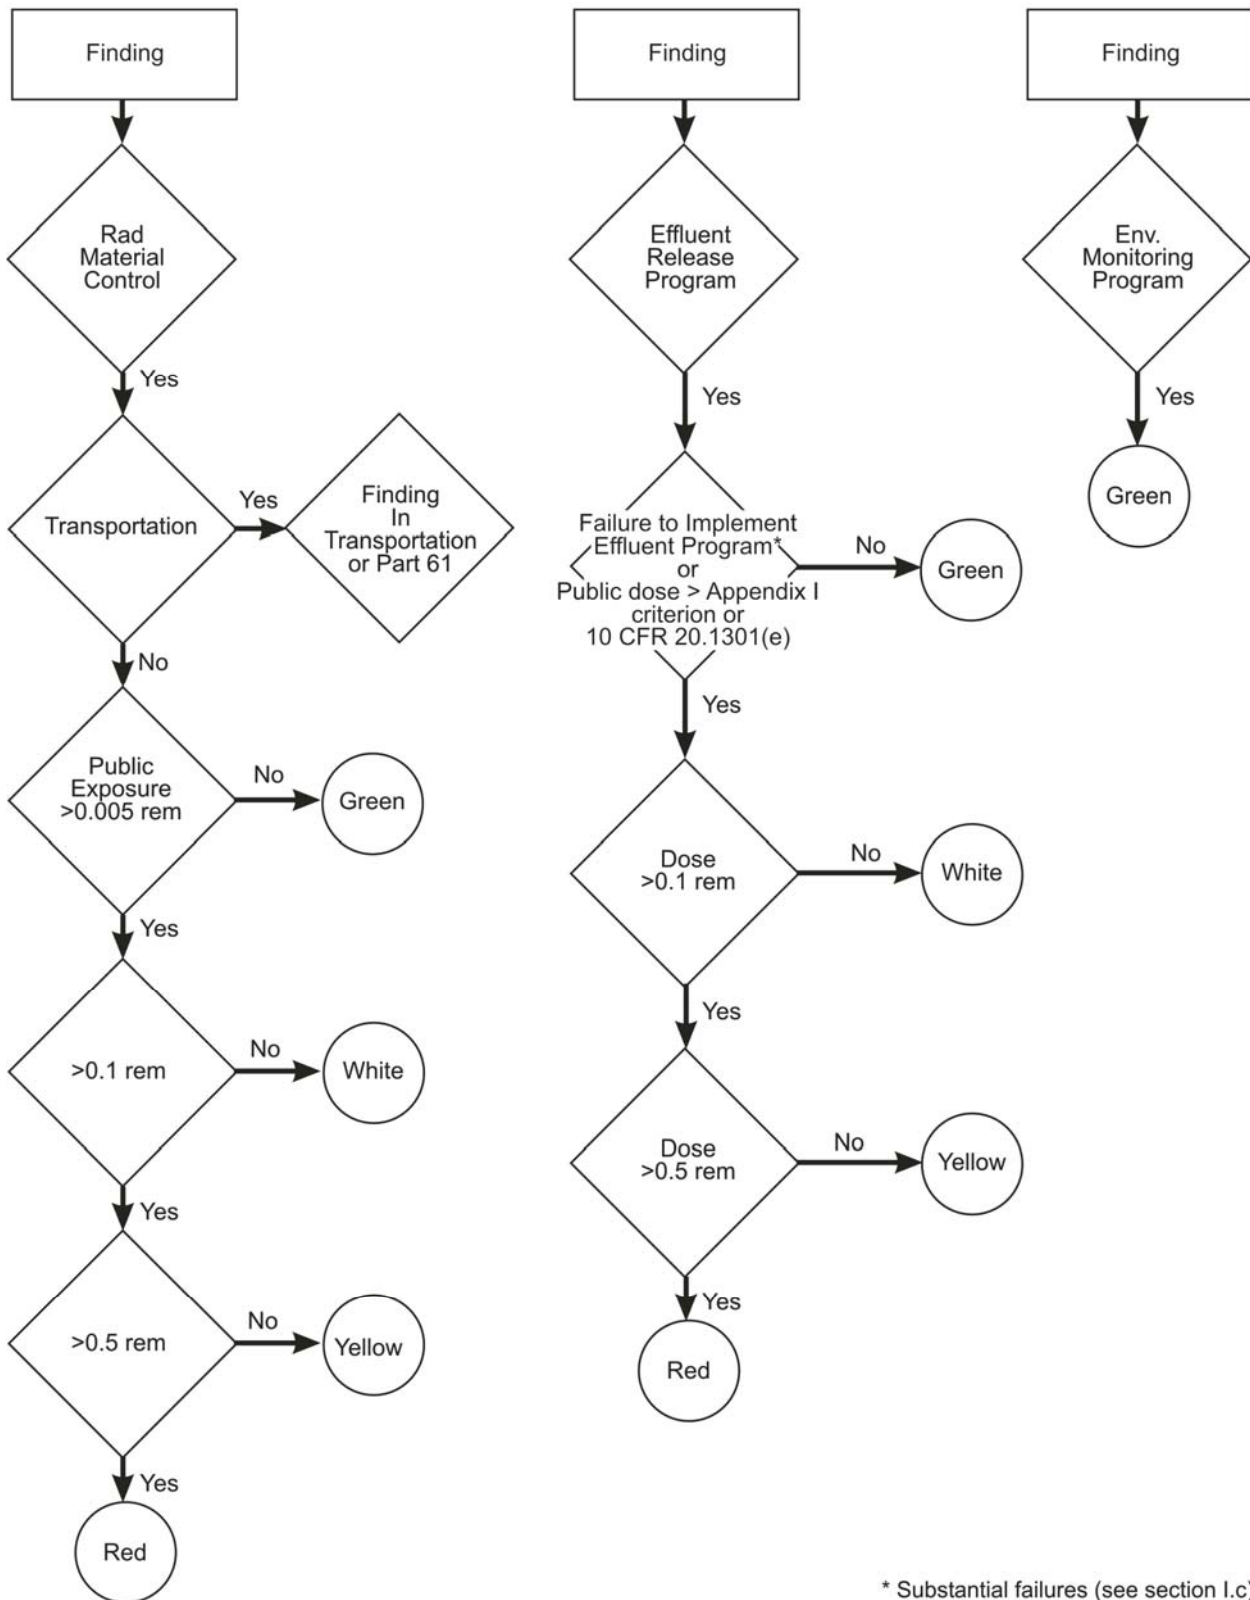 Finding
Rad
Material
Control
Yes
Transportation
Yes
Finding
In
Transportation
or Part 61
No
Public
Exposure
>0.005 rem
No
Green
Yes
>0.1 rem
No
White
Yes
>0.5 rem
No
Yellow
Yes
Red
Finding
Effluent
Release
Program
Yes
Failure to Implement
Effluent Program*
or
Public dose > Appendix I
criterion or
10 CFR 20.1301(e)
No
Green
Yes
Dose
>0.1 rem
No
White
Yes
Dose
>0.5 rem
No
Yellow
Yes
Red
Finding
Env.
Monitoring
Program
Yes
Green
* Substantial failures (see section I.c)